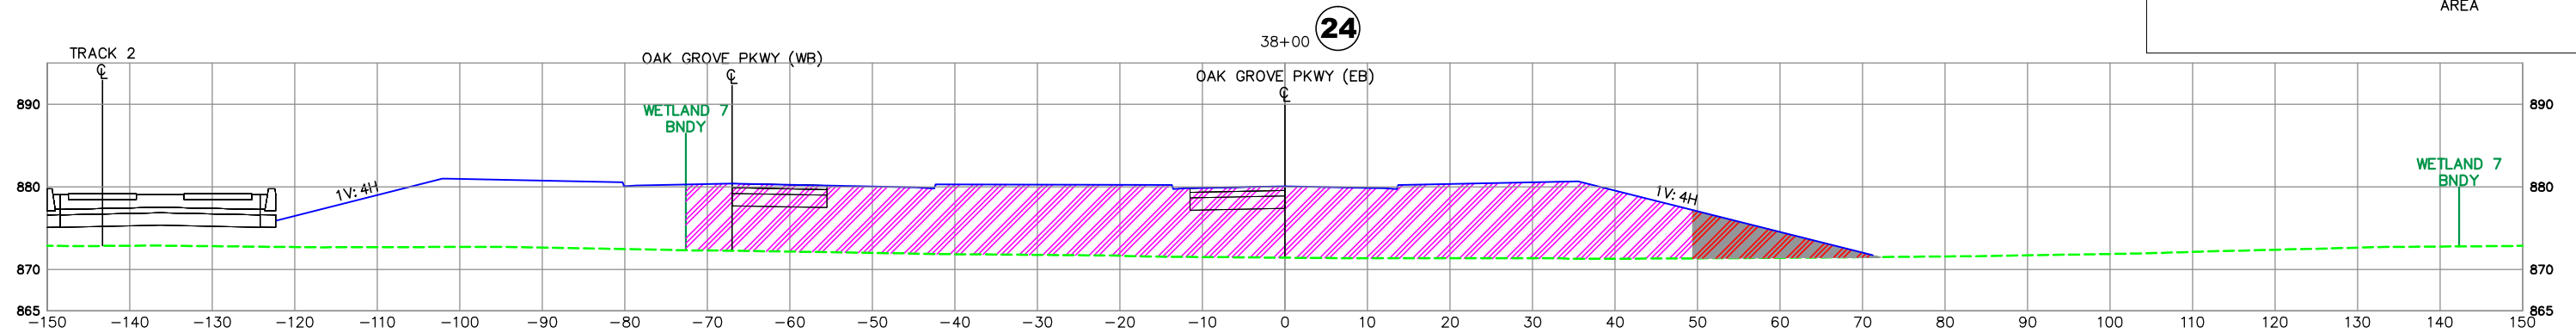 AREA
24
38+00
TRACK 2
℄
OAK GROVE PKWY (WB)
℄
OAK GROVE PKWY (EB)
℄
890
890
WETLAND 7
BNDY
WETLAND 7
BNDY
880
880
1V:4H
1V:4H
870
870
865
865
-150 -140 -130 -120 -110 -100 -90 -80 -70 -60 -50 -40 -30 -20 -10 0 10 20 30 40 50 60 70 80 90 100 110 120 130 140 150